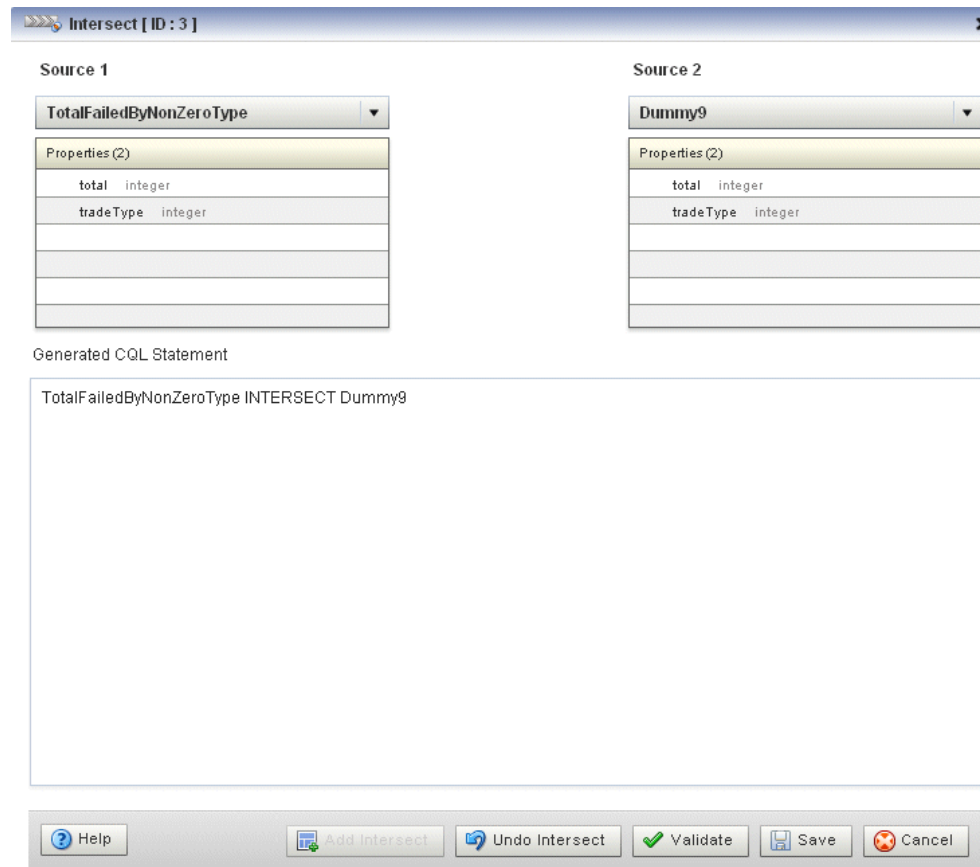 Intersect [ ID : 3 ]
Source 1
Source 2
TotalFailedByNonZeroType
Dummy9
Properties (2)
Properties (2)
total integer
total integer
tradeType integer
tradeType integer
Generated CQL Statement
TotalFailedByNonZeroType INTERSECT Dummy9
Help
Add Intersect
Undo Intersect
Validate
Save
Cancel